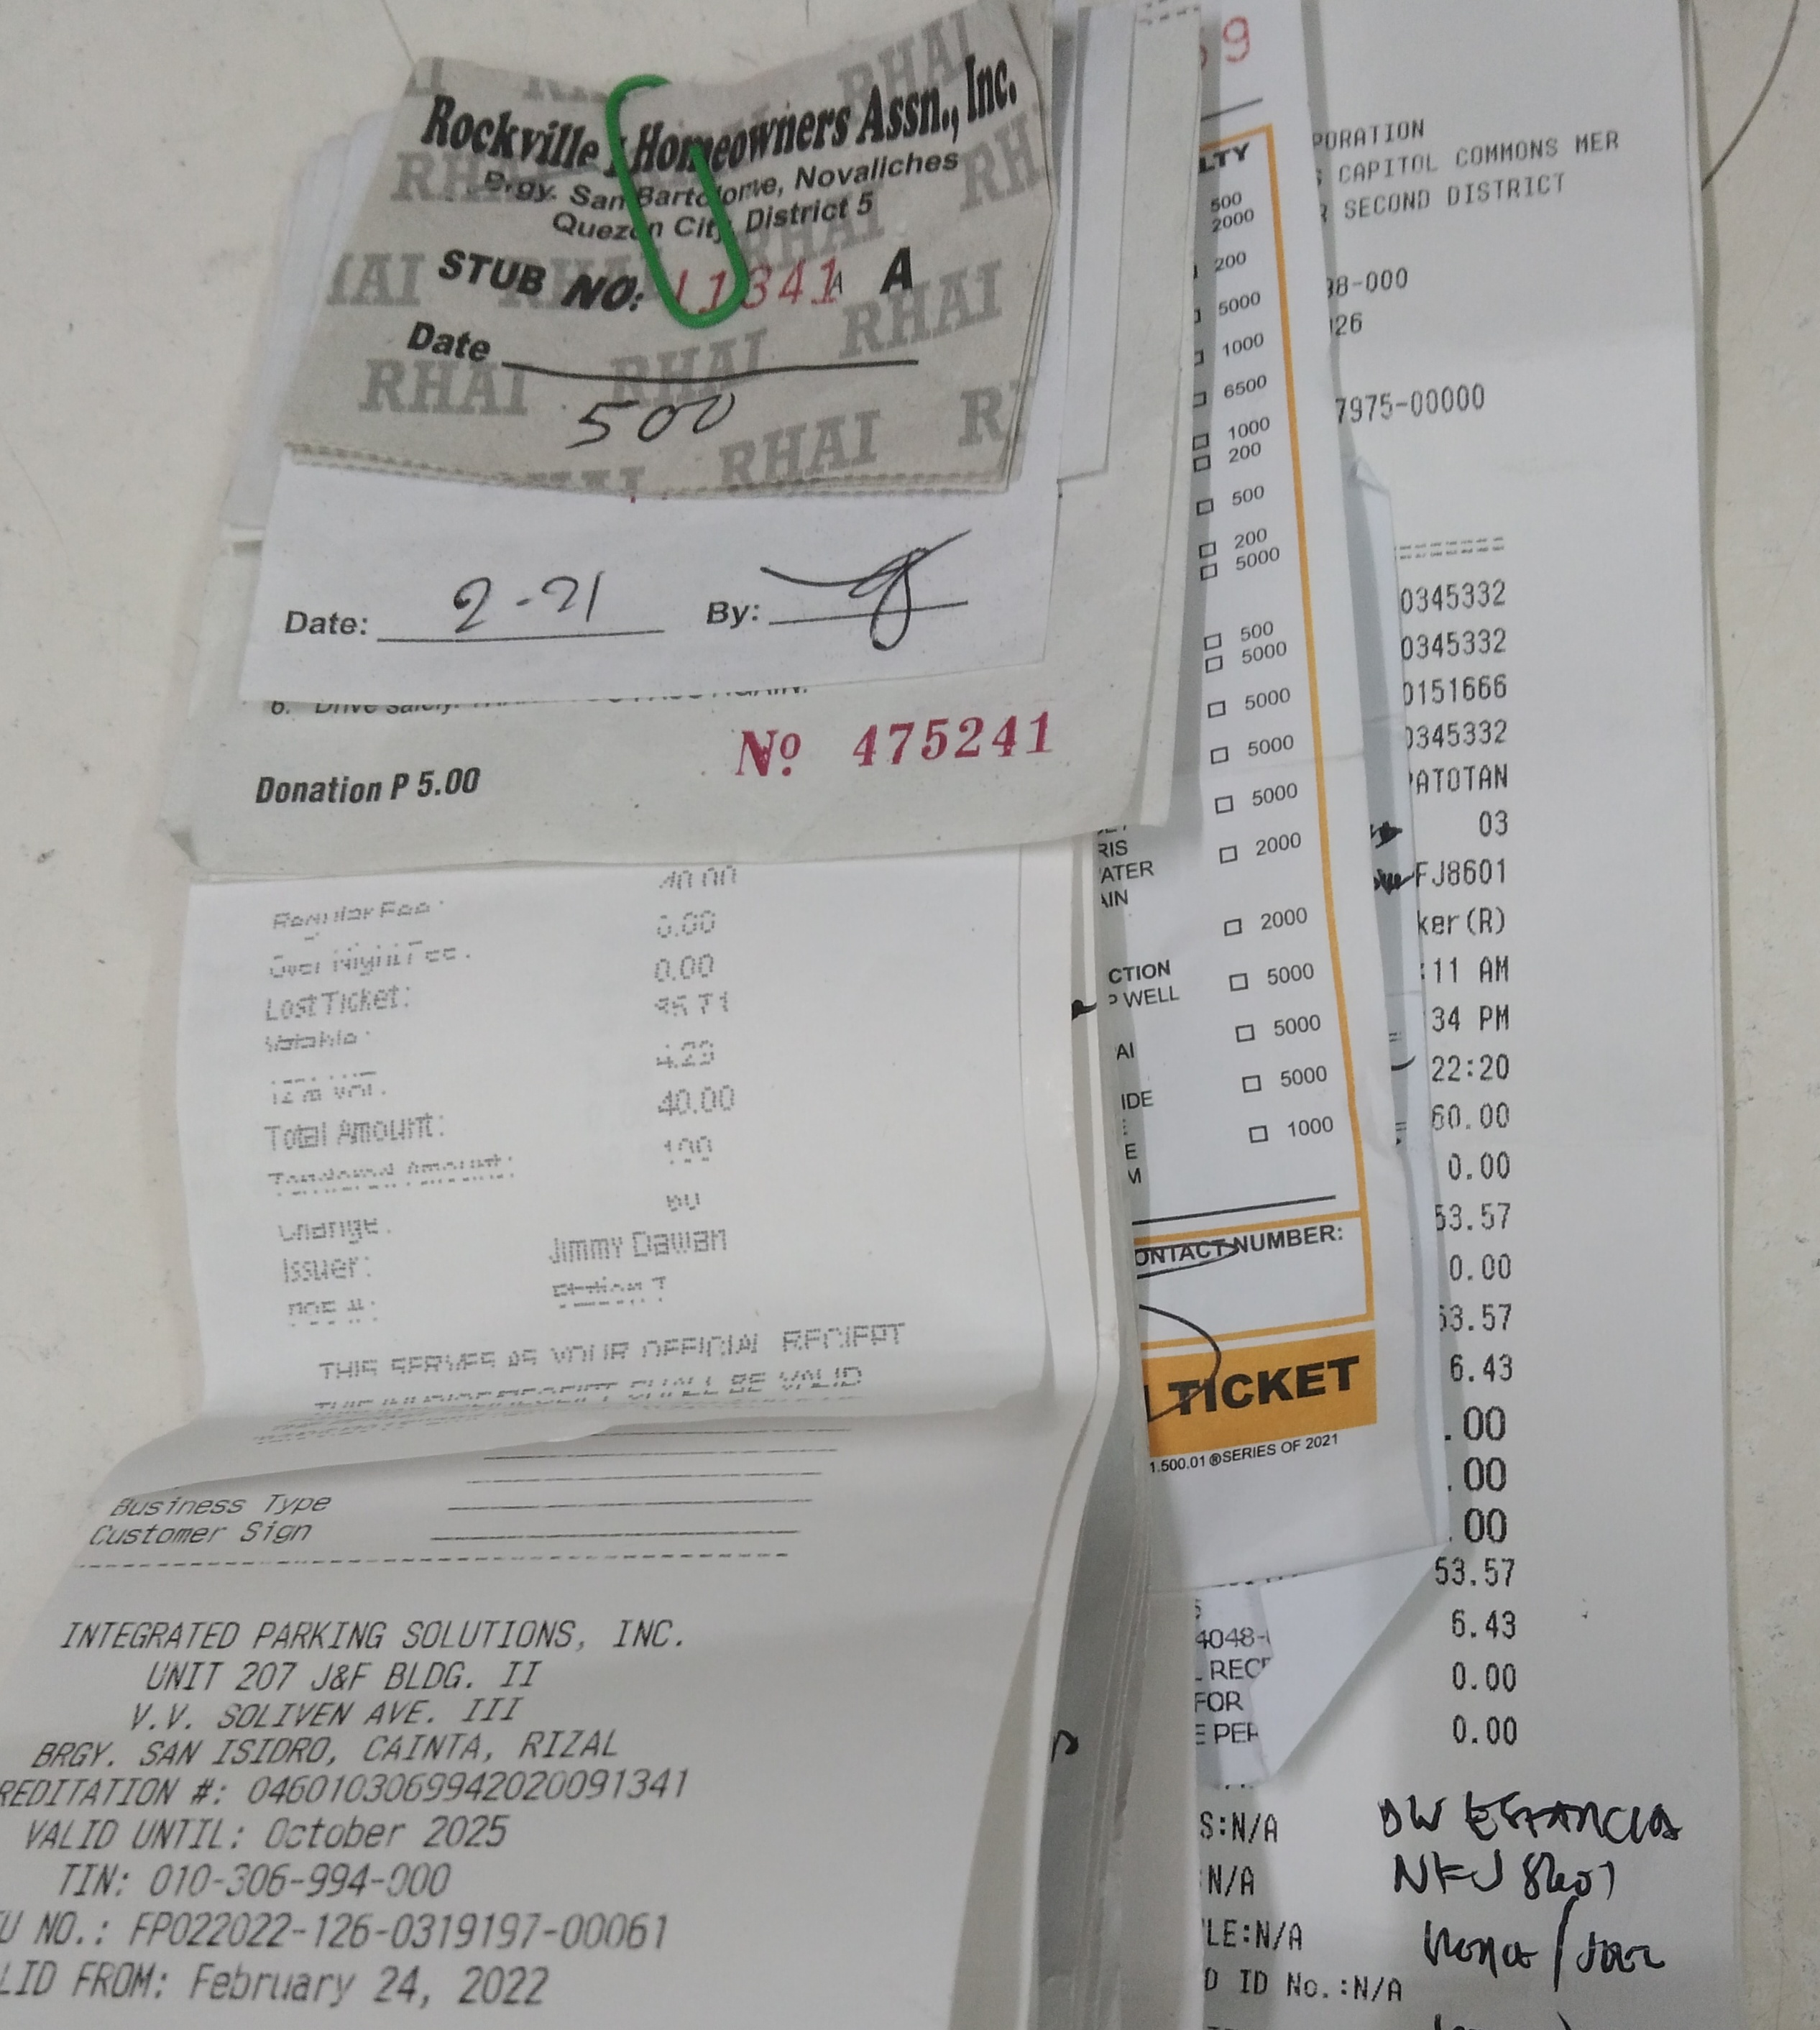 Rockville 1 Homeowners Assn., Inc.
Brgy. San Bartolome, Novaliches
Quezon City, District 5
STUB NO: 11341 A
Date
500
RHAI
Date: 2-21 By:
6. Drive safely.
Donation P 5.00 Nº 475241
40.00
Regular Fee:
0.00
Over Night Fee:
0.00
Lost Ticket:
35.71
Vatable:
4.29
12% Vat:
40.00
Total Amount:
100
Tendered Amount:
60
Change:
Issuer: Jimmy Dawan
POS #:
THIS SERVES AS YOUR OFFICIAL RECEIPT
THIS INVOICE/RECEIPT SHALL BE VALID
Business Type
Customer Sign
INTEGRATED PARKING SOLUTIONS, INC.
UNIT 207 J&F BLDG. II
V.V. SOLIVEN AVE. III
BRGY. SAN ISIDRO, CAINTA, RIZAL
REDITATION #: 0460103069942020091341
VALID UNTIL: October 2025
TIN: 010-306-994-000
U NO.: FP022022-126-0319197-00061
LID FROM: February 24, 2022
9
LTY
500
2000
200
5000
1000
6500
1000
200
500
200
5000
500
5000
5000
5000
5000
RIS 2000
ATER
AIN
2000
CTION 5000
P WELL
AI 5000
IDE 5000
E 1000
M
ONTACT NUMBER:
TICKET
1.500.01 ®SERIES OF 2021
4048-
L RECE
FOR
E PER
PORATION
S CAPITOL COMMONS MER
R SECOND DISTRICT
98-000
026
7975-00000
========
0345332
0345332
0151666
0345332
PATOTAN
03
FJ8601
ker(R)
:11 AM
34 PM
22:20
60.00
0.00
53.57
0.00
53.57
6.43
.00
.00
.00
53.57
6.43
0.00
0.00
S:N/A
:N/A
LE:N/A
D ID No.:N/A
DW ESTANCIA
NFJ 8601